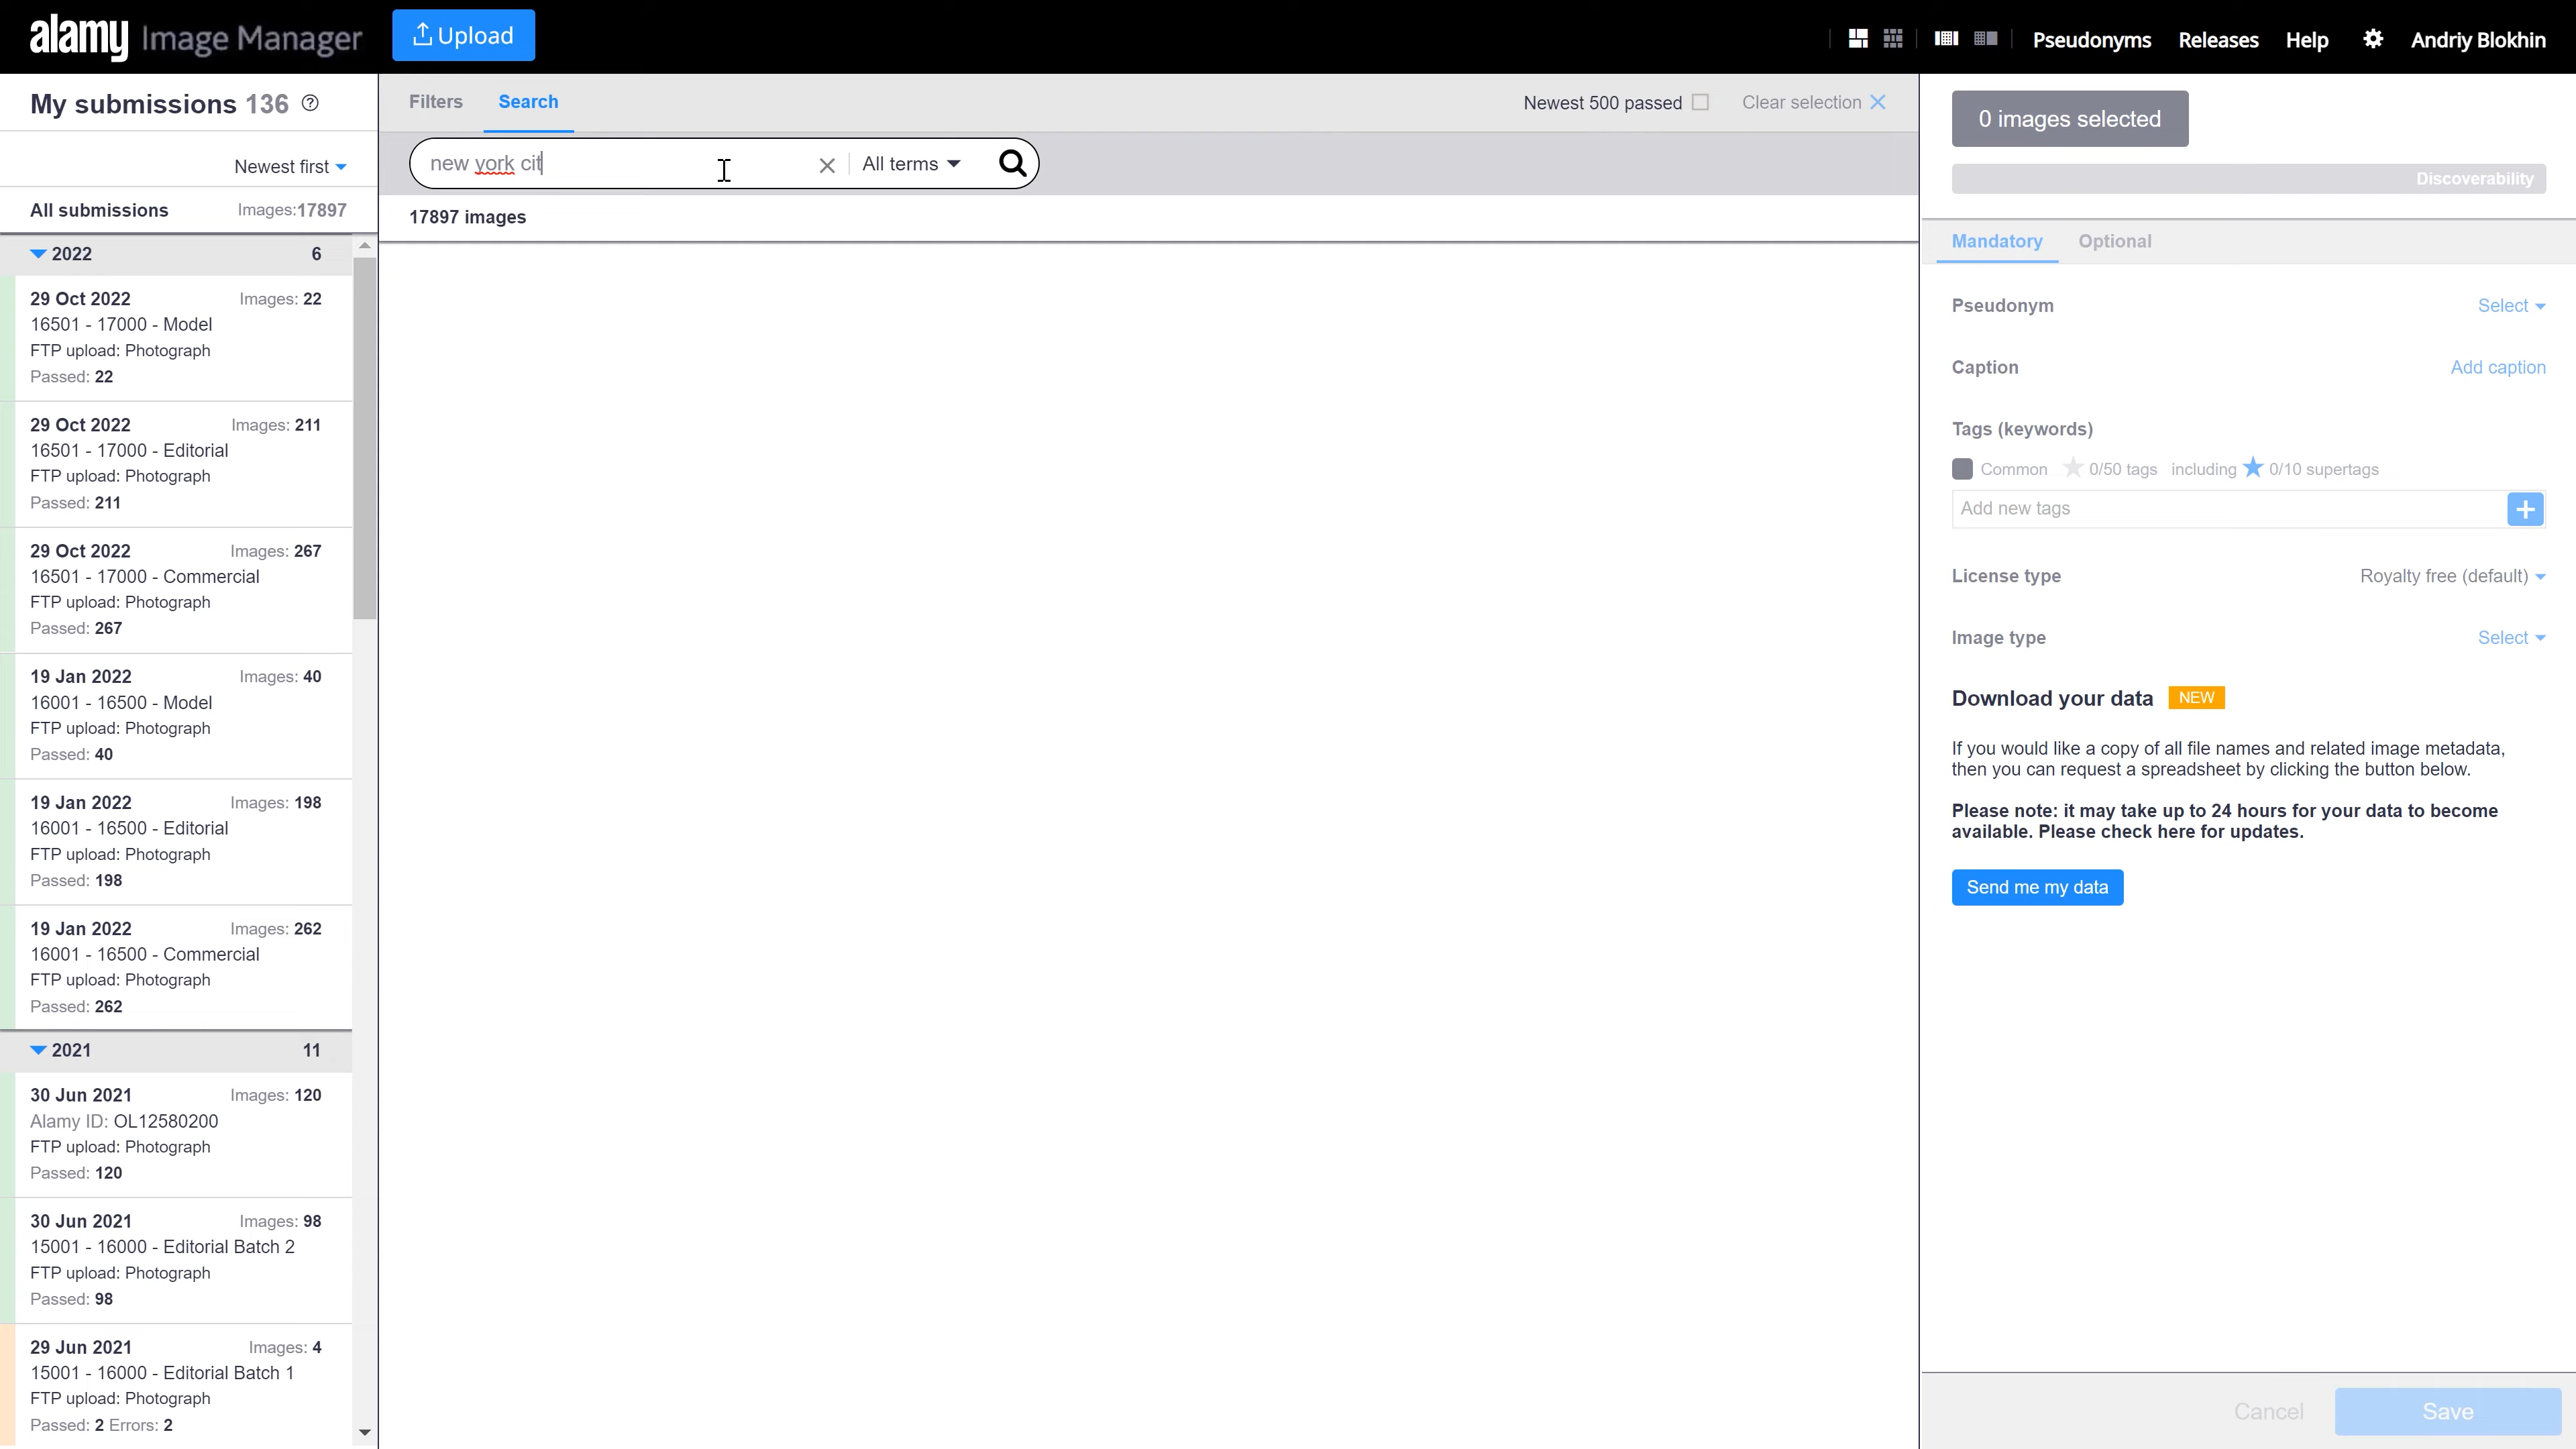 alamy Image Manager
Upload
Pseudonyms
Releases
Help
Andriy Blokhin
My submissions 136 ?
Newest first
All submissions Images:17897
2022 6
29 Oct 2022 Images: 22
16501 - 17000 - Model
FTP upload: Photograph
Passed: 22
29 Oct 2022 Images: 211
16501 - 17000 - Editorial
FTP upload: Photograph
Passed: 211
29 Oct 2022 Images: 267
16501 - 17000 - Commercial
FTP upload: Photograph
Passed: 267
19 Jan 2022 Images: 40
16001 - 16500 - Model
FTP upload: Photograph
Passed: 40
19 Jan 2022 Images: 198
16001 - 16500 - Editorial
FTP upload: Photograph
Passed: 198
19 Jan 2022 Images: 262
16001 - 16500 - Commercial
FTP upload: Photograph
Passed: 262
2021 11
30 Jun 2021 Images: 120
Alamy ID: OL12580200
FTP upload: Photograph
Passed: 120
30 Jun 2021 Images: 98
15001 - 16000 - Editorial Batch 2
FTP upload: Photograph
Passed: 98
29 Jun 2021 Images: 4
15001 - 16000 - Editorial Batch 1
FTP upload: Photograph
Passed: 2 Errors: 2
Filters Search
Newest 500 passed
Clear selection
new york cit
All terms
17897 images
0 images selected
Discoverability
Mandatory Optional
Pseudonym Select
Caption Add caption
Tags (keywords)
Common 0/50 tags including 0/10 supertags
Add new tags
License type Royalty free (default)
Image type Select
Download your data NEW
If you would like a copy of all file names and related image metadata,
then you can request a spreadsheet by clicking the button below.
Please note: it may take up to 24 hours for your data to become
available. Please check here for updates.
Send me my data
Cancel Save